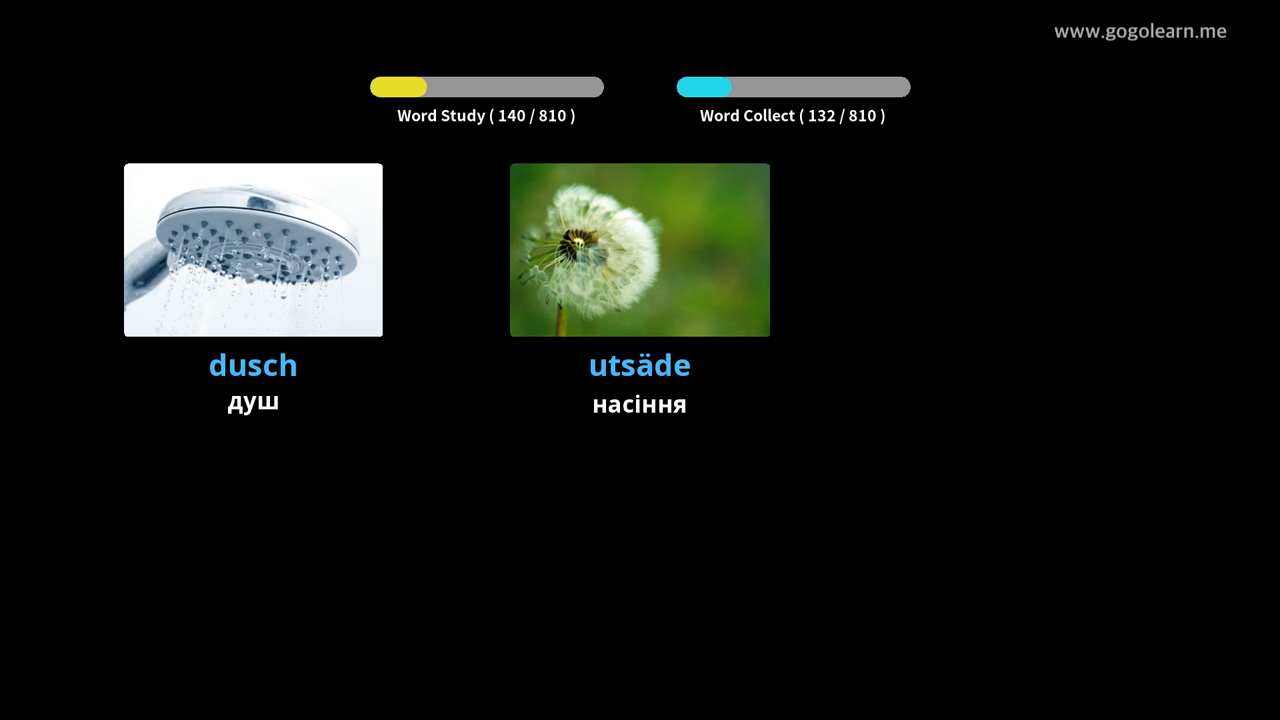 www.gogolearn.me
Word Study ( 140 / 810 )
Word Collect ( 132 / 810 )
dusch
душ
utsäde
насіння